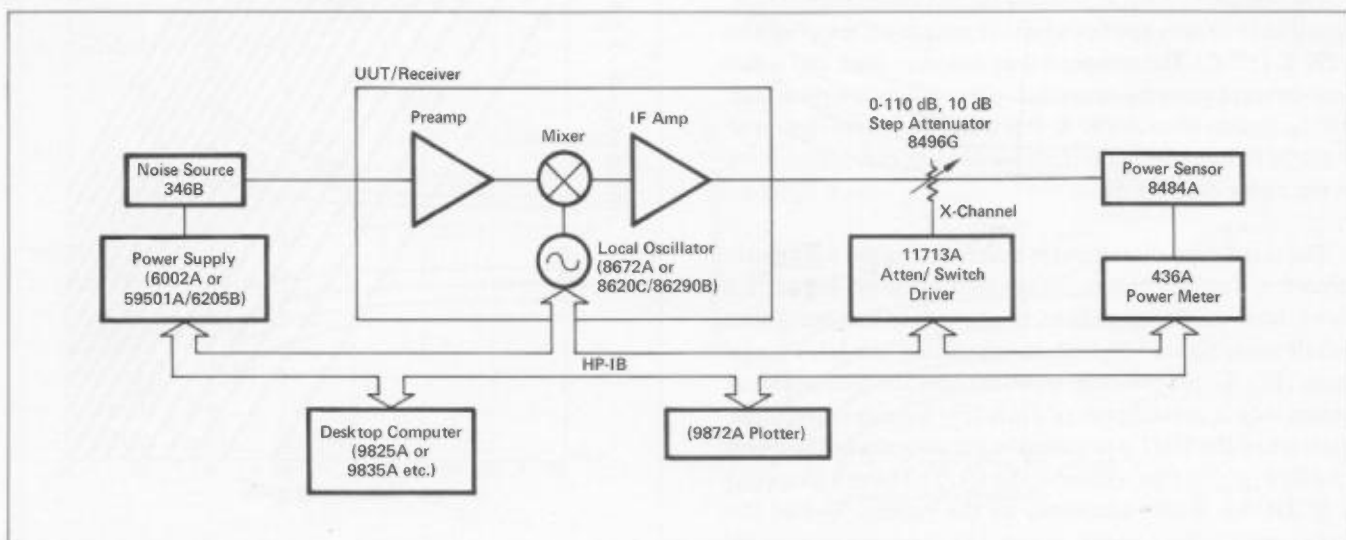 UUT/Receiver
Preamp
Mixer
IF Amp
0-110 dB, 10 dB
Step Attenuator
8496G
Noise Source
346B
Power Sensor
8484A
X-Channel
Power Supply
(6002A or
59501A/6205B)
Local Oscillator
(8672A or
8620C/86290B)
11713A
Atten/ Switch
Driver
436A
Power Meter
HP-IB
Desktop Computer
(9825A or
9835A etc.)
(9872A Plotter)